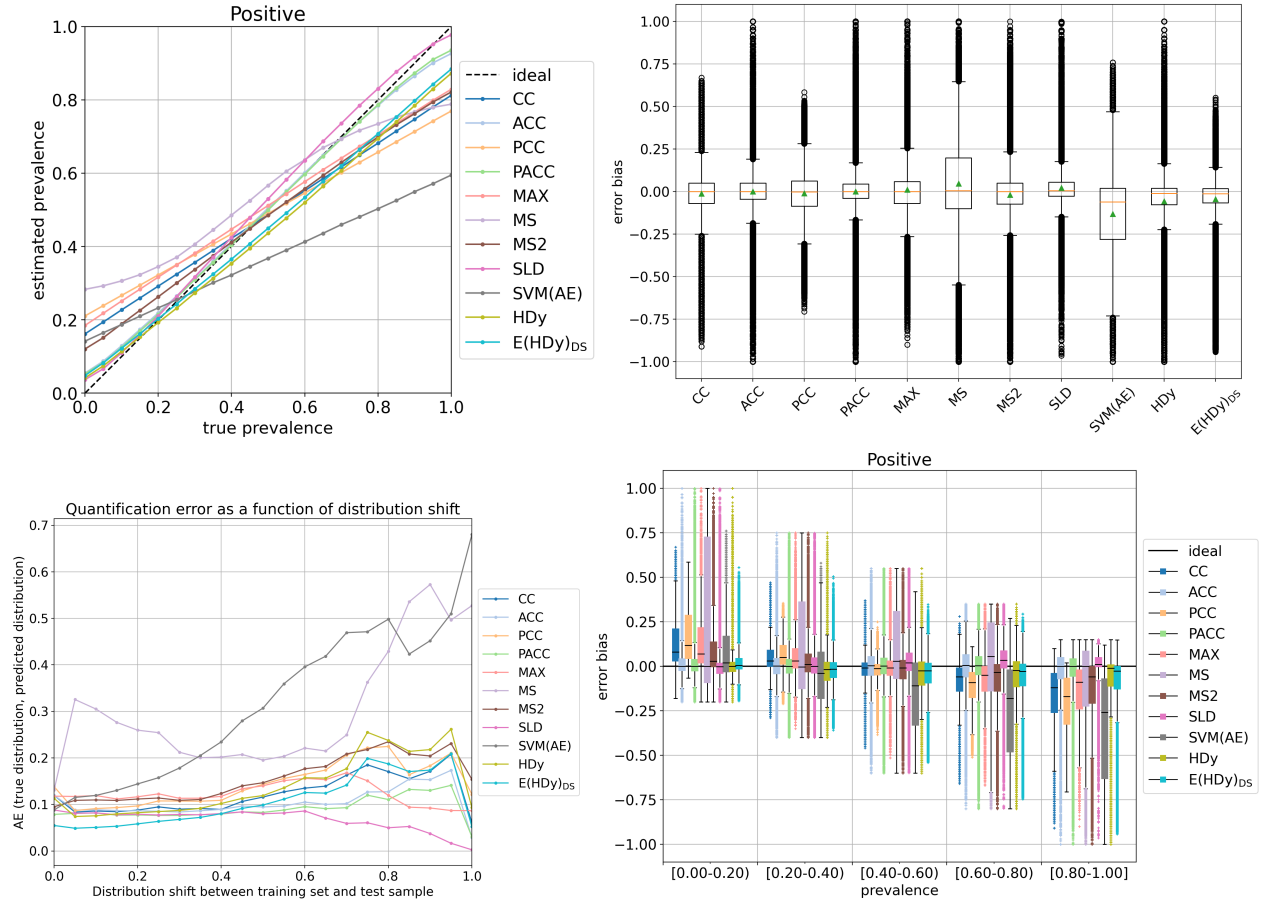 Positive
1.0
0.8
0.6
0.4
0.2
0.0
estimated prevalence
0.0
0.2
0.4
0.6
0.8
1.0
true prevalence
ideal
CC
ACC
PCC
PACC
MAX
MS
MS2
SLD
SVM(AE)
HDy
E(HDy)DS
1.00
0.75
0.50
0.25
0.00
−0.25
−0.50
−0.75
−1.00
error bias
CC
ACC
PCC
PACC
MAX
MS
MS2
SLD
SVM(AE)
HDy
E(HDy)DS
Quantification error as a function of distribution shift
0.7
0.6
0.5
0.4
0.3
0.2
0.1
0.0
AE (true distribution, predicted distribution)
0.0
0.2
0.4
0.6
0.8
1.0
Distribution shift between training set and test sample
CC
ACC
PCC
PACC
MAX
MS
MS2
SLD
SVM(AE)
HDy
E(HDy)DS
Positive
1.00
0.75
0.50
0.25
0.00
−0.25
−0.50
−0.75
−1.00
error bias
[0.00-0.20)
[0.20-0.40)
[0.40-0.60)
[0.60-0.80)
[0.80-1.00]
prevalence
ideal
CC
ACC
PCC
PACC
MAX
MS
MS2
SLD
SVM(AE)
HDy
E(HDy)DS